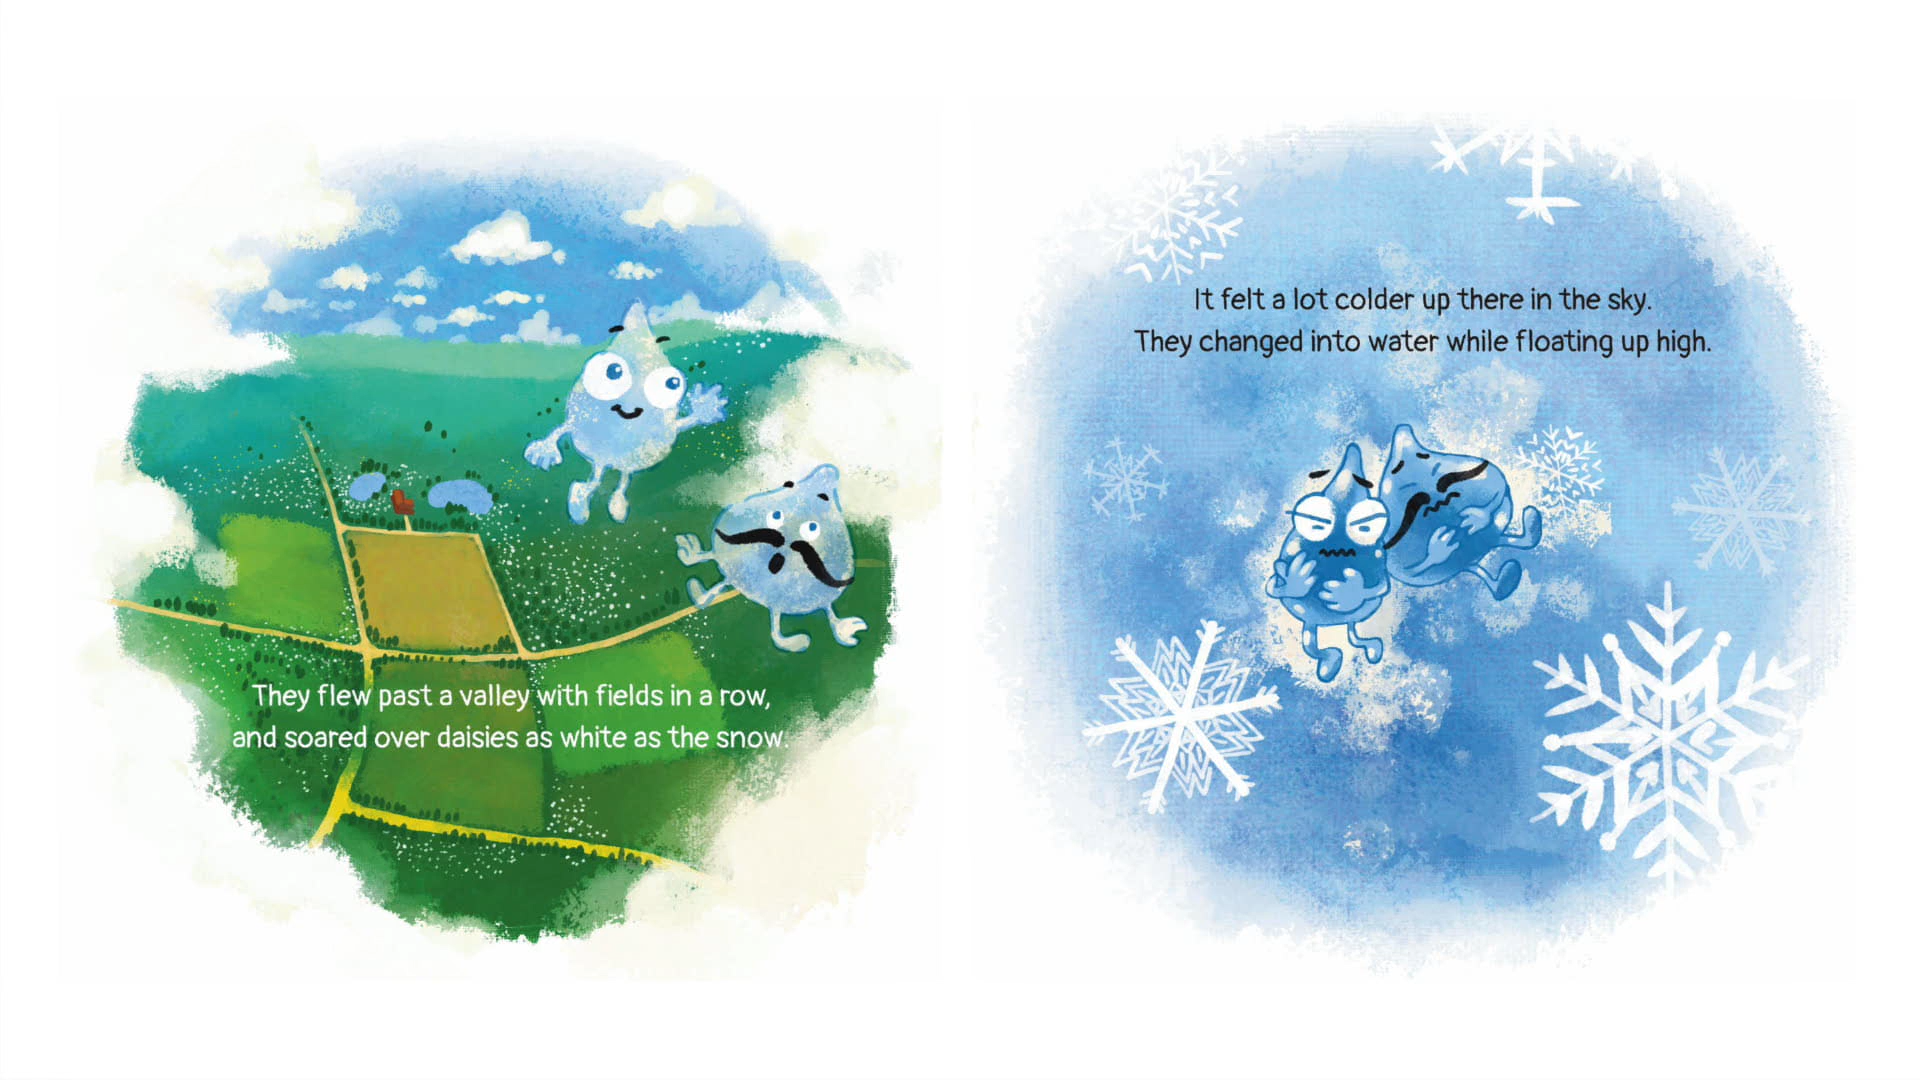 They flew past a valley with fields in a row,
and soared over daisies as white as the snow.
It felt a lot colder up there in the sky.
They changed into water while floating up high.